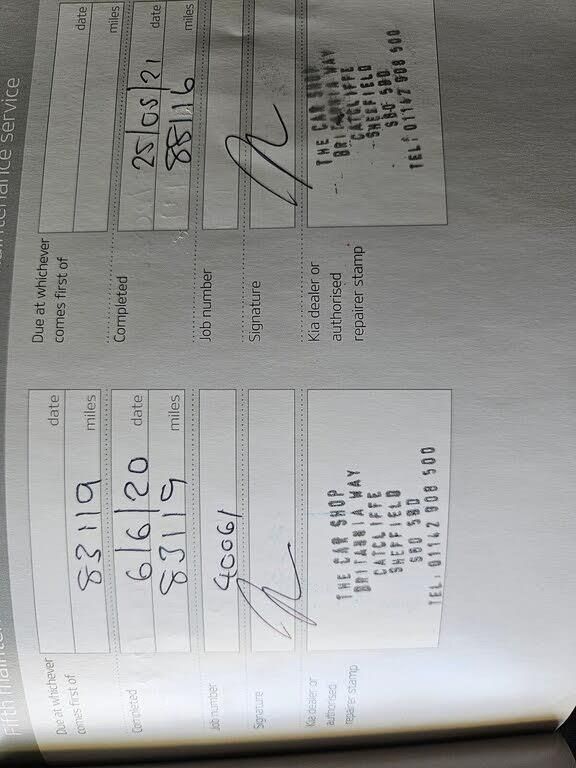 Fifth mainten
Due at whichever
comes first of
date
83119 miles
Completed
6/6/20 date
83119 miles
Job number
40061
Signature
Kia dealer or
authorised
repairer stamp
THE CAR SHOP
BRITANNIA WAY
CATCLIFFE
SHEFFIELD
S60 5BD
TEL: 01142 908 500
maintenance service
Due at whichever
comes first of
date
miles
Completed
25/05/21 date
88116 miles
Job number
Signature
Kia dealer or
authorised
repairer stamp
THE CAR SHOP
BRITANNIA WAY
CATCLIFFE
SHEFFIELD
S60 5BD
TEL: 01142 908 500